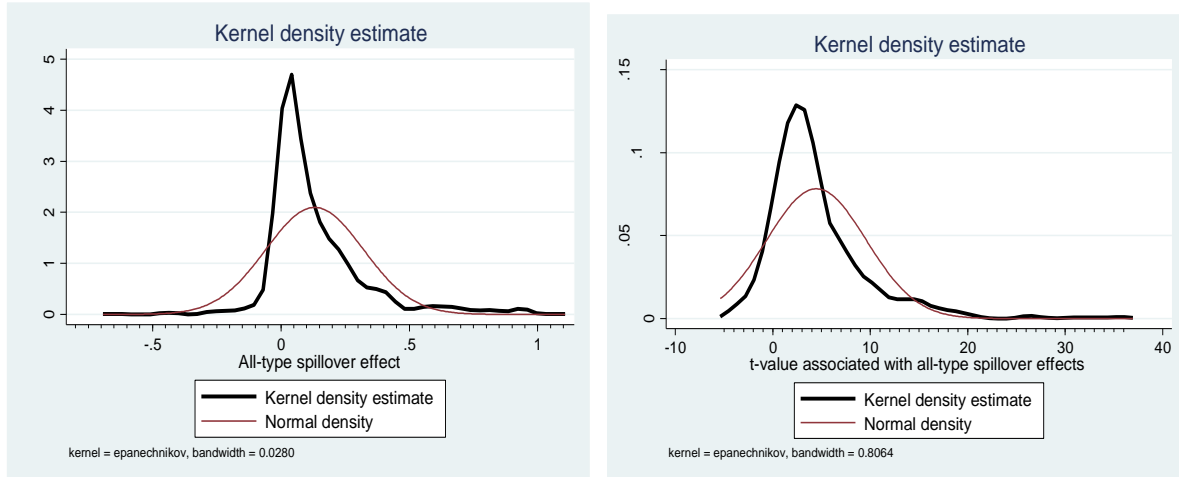 Kernel density estimate
5
4
3
2
1
0
-.5
0
.5
1
All-type spillover effect
Kernel density estimate
Normal density
kernel = epanechnikov, bandwidth = 0.0280
Kernel density estimate
.15
.1
.05
0
-10
0
10
20
30
40
t-value associated with all-type spillover effects
Kernel density estimate
Normal density
kernel = epanechnikov, bandwidth = 0.8064